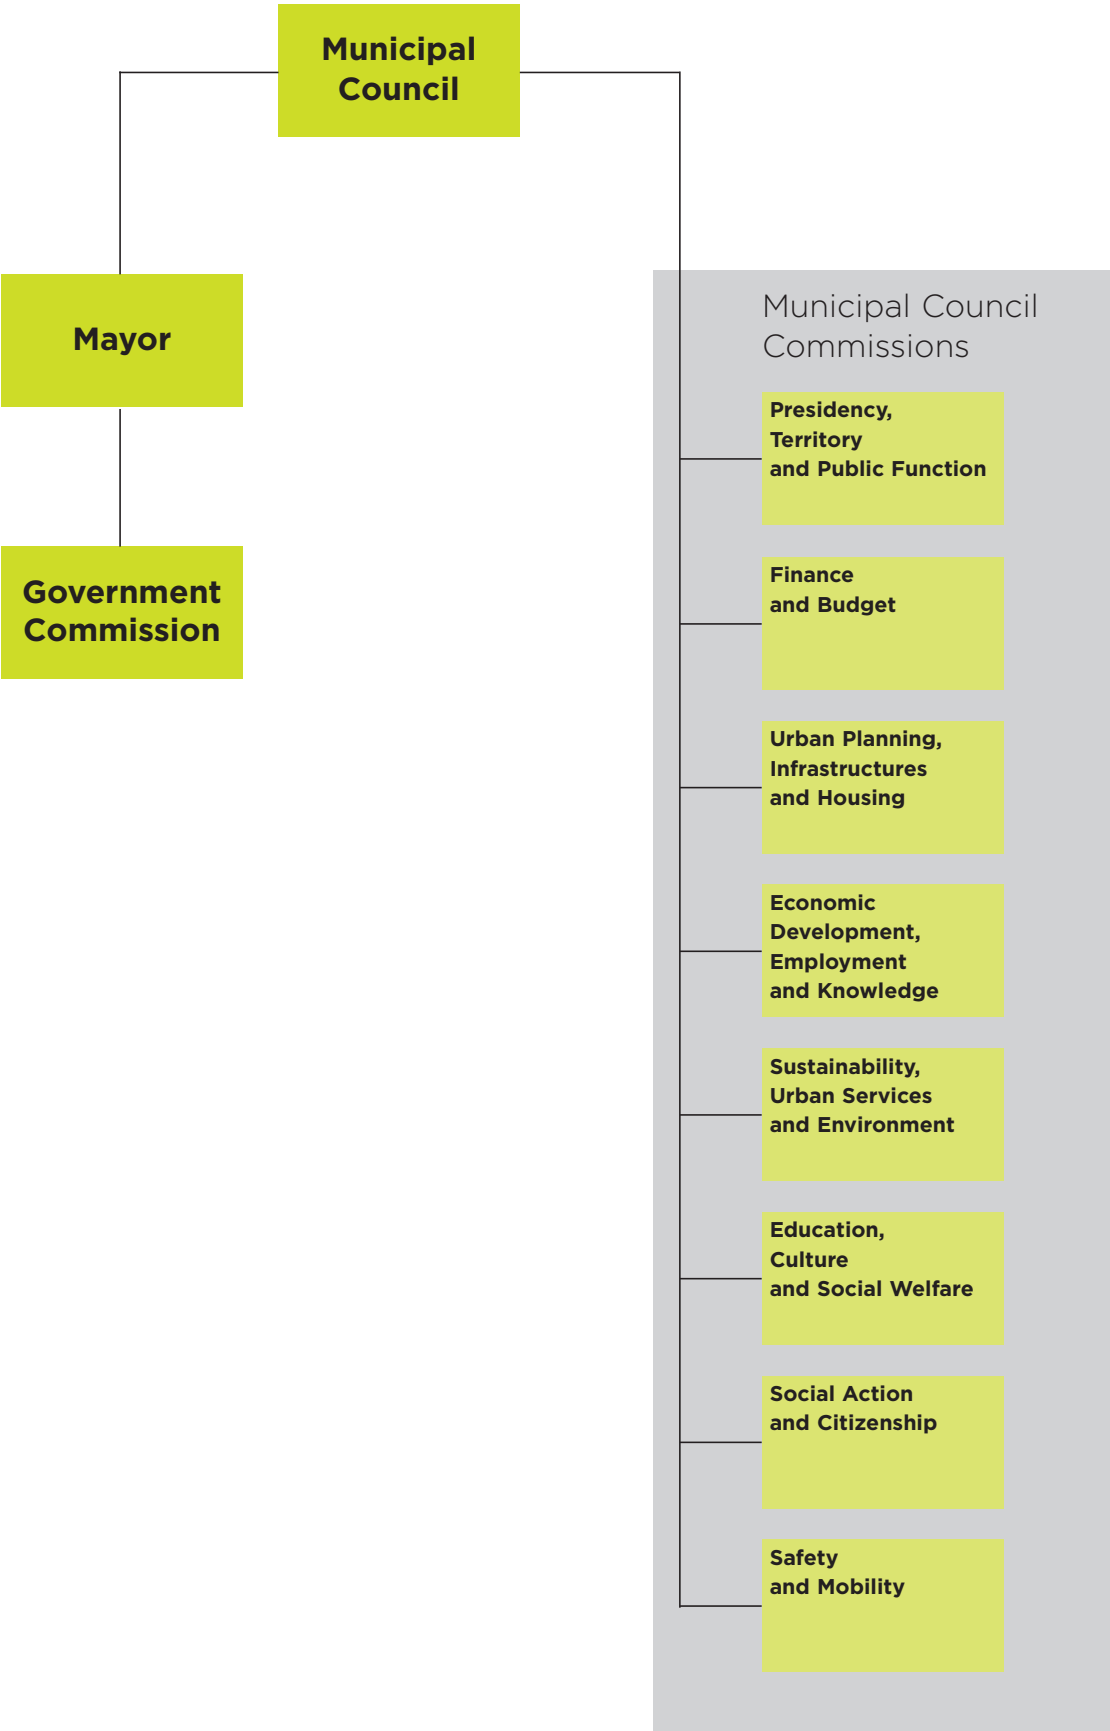 Municipal
Council
Mayor
Government
Commission
Municipal Council
Commissions
Presidency,
Territory
and Public Function
Finance
and Budget
Urban Planning,
Infrastructures
and Housing
Economic
Development,
Employment
and Knowledge
Sustainability,
Urban Services
and Environment
Education,
Culture
and Social Welfare
Social Action
and Citizenship
Safety
and Mobility